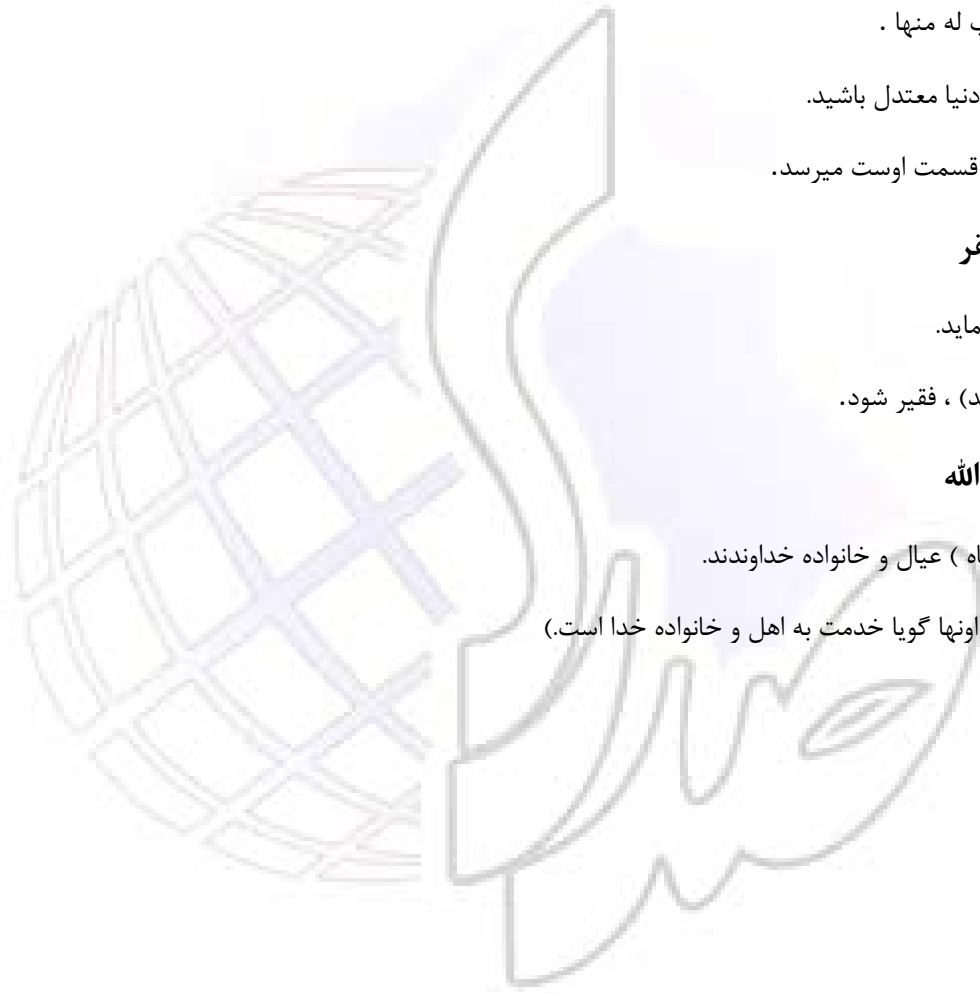 ب له منها .
دنیا معتدل باشید.
قسمت اوست میرسد.
فر
ماید.
د) ، فقیر شود.
الله
اه ) عیال و خانواده خداوندند.
اونها گویا خدمت به اهل و خانواده خدا است.)